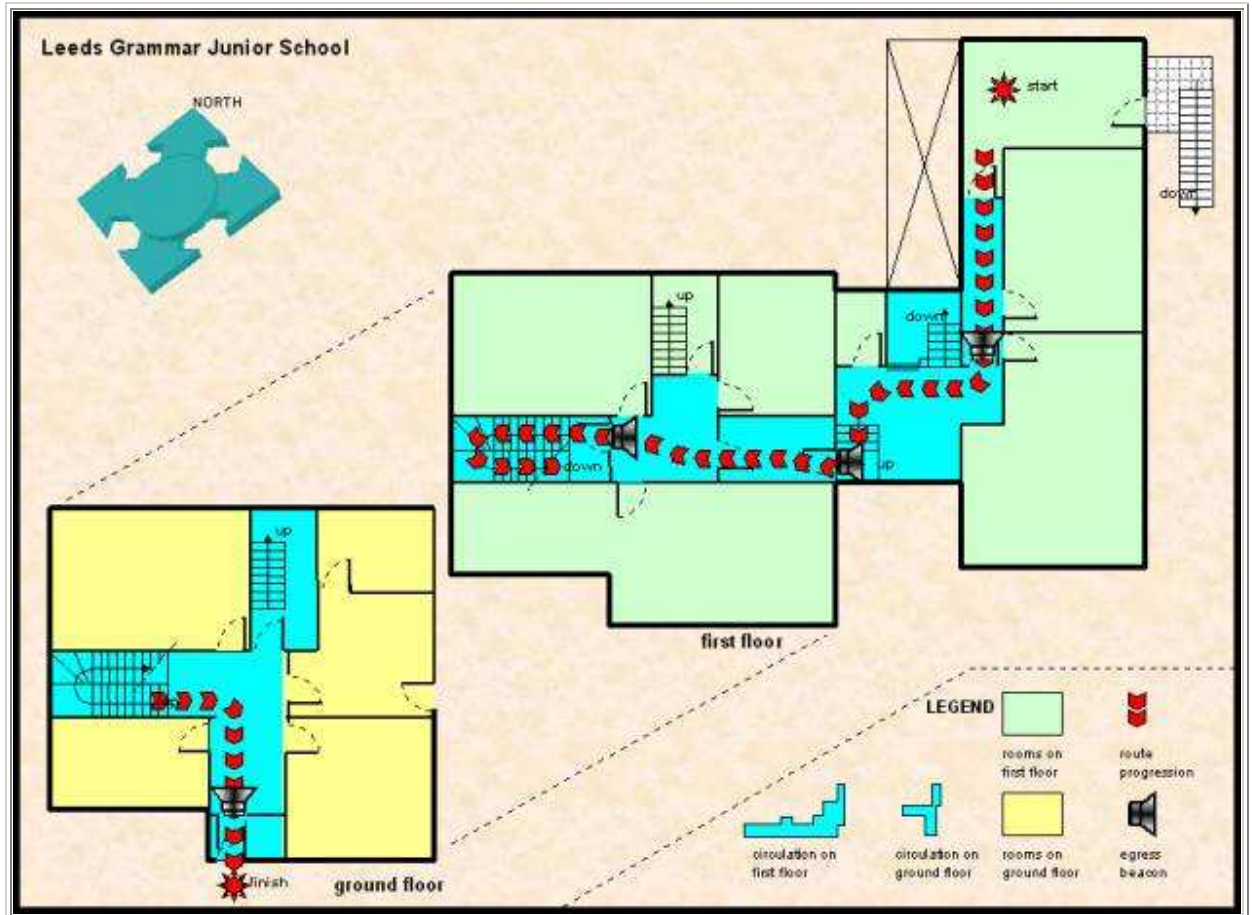 Leeds Grammar Junior School
NORTH
start
down
up
down
down
up
first floor
up
finish
ground floor
LEGEND
rooms on
first floor
route
progression
circulation on
first floor
circulation on
ground floor
rooms on
ground floor
egress
beacon